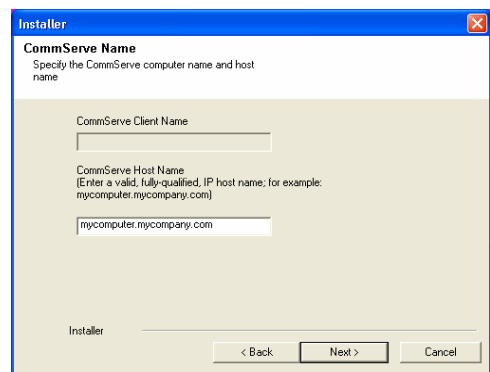 Installer
CommServe Name
Specify the CommServe computer name and host
name
CommServe Client Name
CommServe Host Name
(Enter a valid, fully-qualified, IP host name; for example:
mycomputer.mycompany.com)
mycomputer.mycompany.com
Installer
< Back Next > Cancel